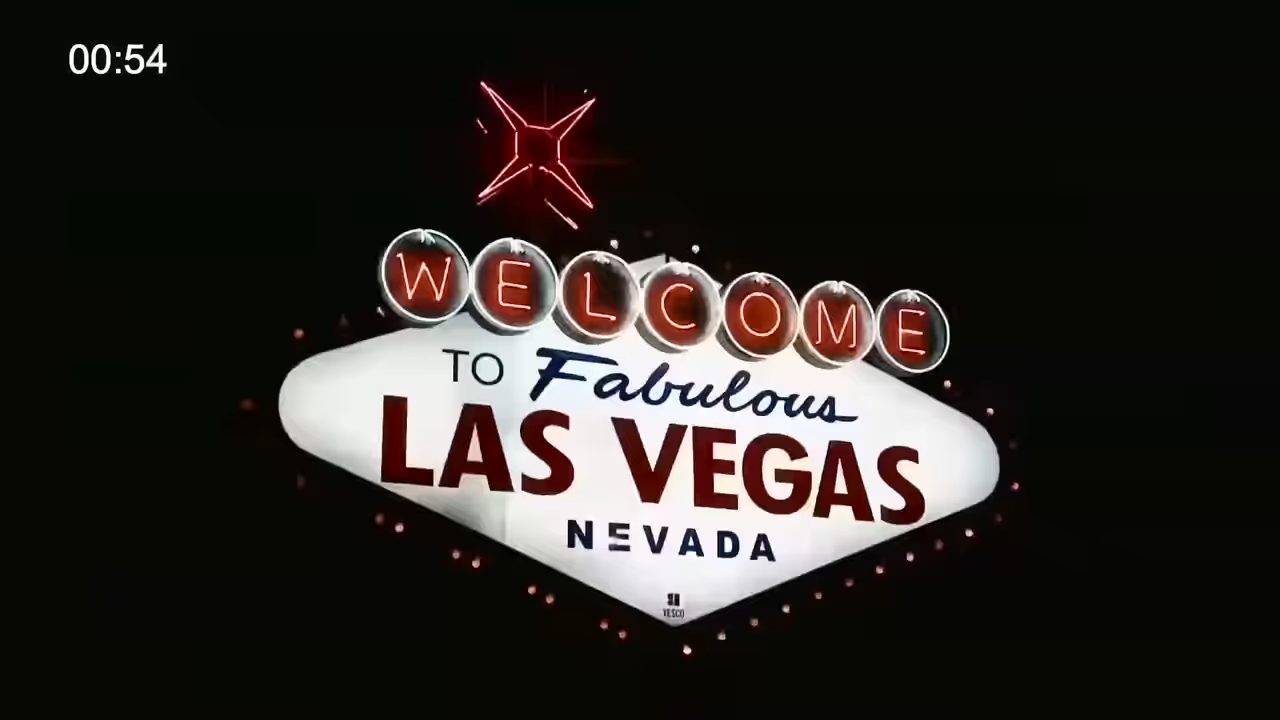 00:54
WELCOME
TO Fabulous
LAS VEGAS
NEVADA
YESCO